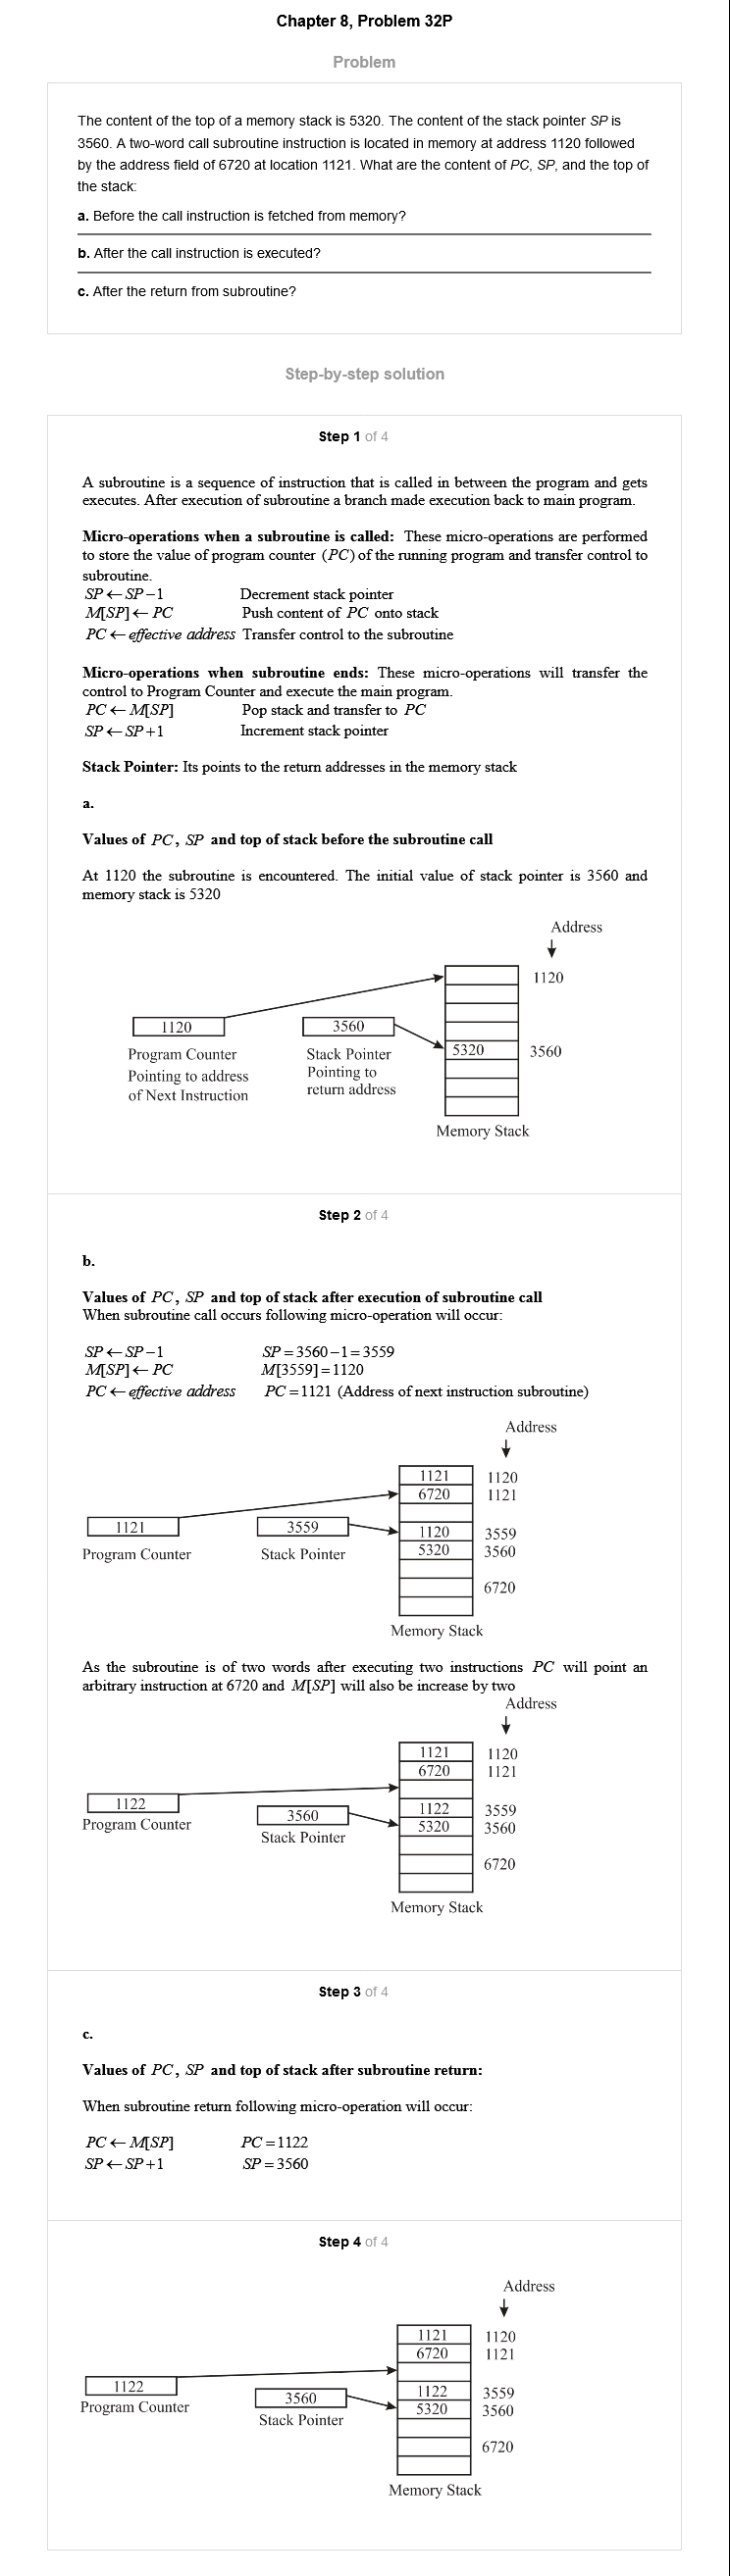 Chapter 8, Problem 32P
Problem
The content of the top of a memory stack is 5320. The content of the stack pointer SP is
3560. A two-word call subroutine instruction is located in memory at address 1120 followed
by the address field of 6720 at location 1121. What are the content of PC, SP, and the top of
the stack:
a. Before the call instruction is fetched from memory?
b. After the call instruction is executed?
c. After the return from subroutine?
Step-by-step solution
Step 1 of 4
A subroutine is a sequence of instruction that is called in between the program and gets
executes. After execution of subroutine a branch made execution back to main program.
Micro-operations when a subroutine is called: These micro-operations are performed
to store the value of program counter (PC) of the running program and transfer control to
subroutine.
SP ← SP − 1 Decrement stack pointer
M[SP] ← PC Push content of PC onto stack
PC ← effective address Transfer control to the subroutine
Micro-operations when subroutine ends: These micro-operations will transfer the
control to Program Counter and execute the main program.
PC ← M[SP] Pop stack and transfer to PC
SP ← SP + 1 Increment stack pointer
Stack Pointer: Its points to the return addresses in the memory stack
a.
Values of PC, SP and top of stack before the subroutine call
At 1120 the subroutine is encountered. The initial value of stack pointer is 3560 and
memory stack is 5320
Address
1120
1120 3560
5320 3560
Program Counter Stack Pointer
Pointing to address Pointing to
of Next Instruction return address
Memory Stack
Step 2 of 4
b.
Values of PC, SP and top of stack after execution of subroutine call
When subroutine call occurs following micro-operation will occur:
SP ← SP − 1 SP = 3560 − 1 = 3559
M[SP] ← PC M[3559] = 1120
PC ← effective address PC = 1121 (Address of next instruction subroutine)
Address
1121 1120
6720 1121
1121 3559 1120 3559
Program Counter Stack Pointer 5320 3560
6720
Memory Stack
As the subroutine is of two words after executing two instructions PC will point an
arbitrary instruction at 6720 and M[SP] will also be increase by two
Address
1121 1120
6720 1121
1122 1122 3559
Program Counter 3560 5320 3560
Stack Pointer
6720
Memory Stack
Step 3 of 4
c.
Values of PC, SP and top of stack after subroutine return:
When subroutine return following micro-operation will occur:
PC ← M[SP] PC = 1122
SP ← SP + 1 SP = 3560
Step 4 of 4
Address
1121 1120
6720 1121
1122 1122 3559
Program Counter 3560 5320 3560
Stack Pointer
6720
Memory Stack